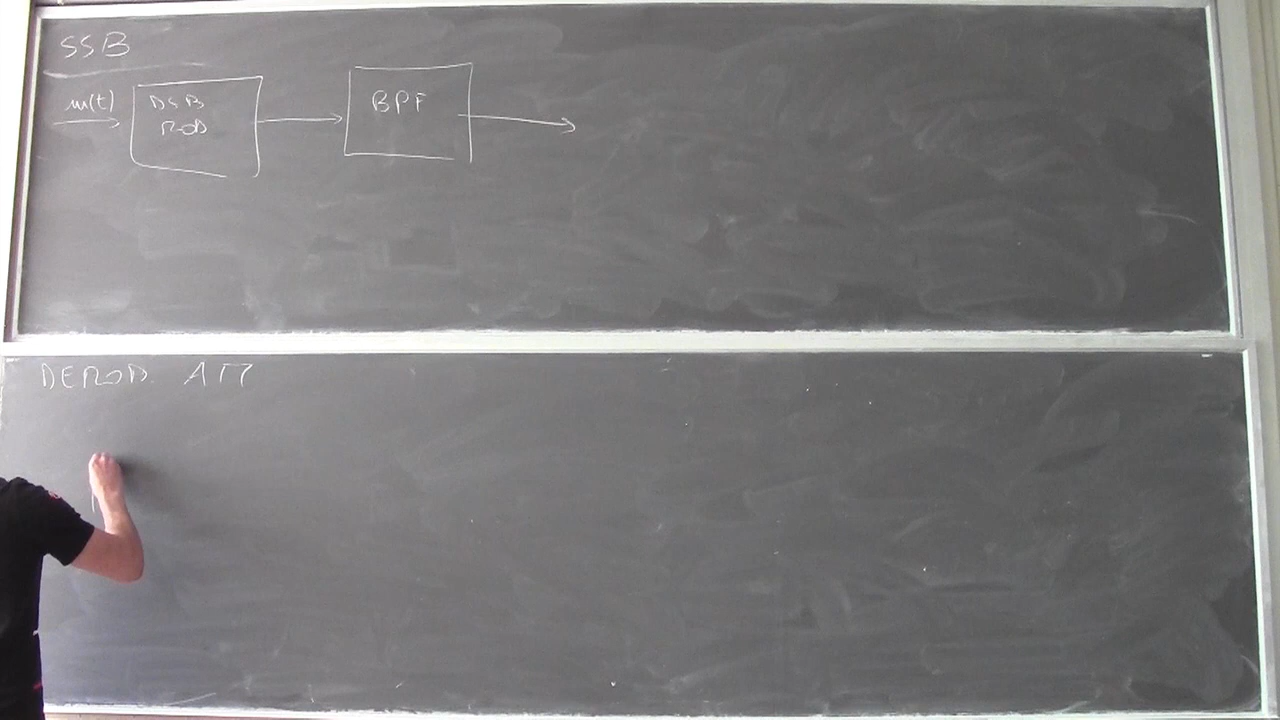 SSB
m(t)
DSB
MOD
BPF
DEMOD. AM